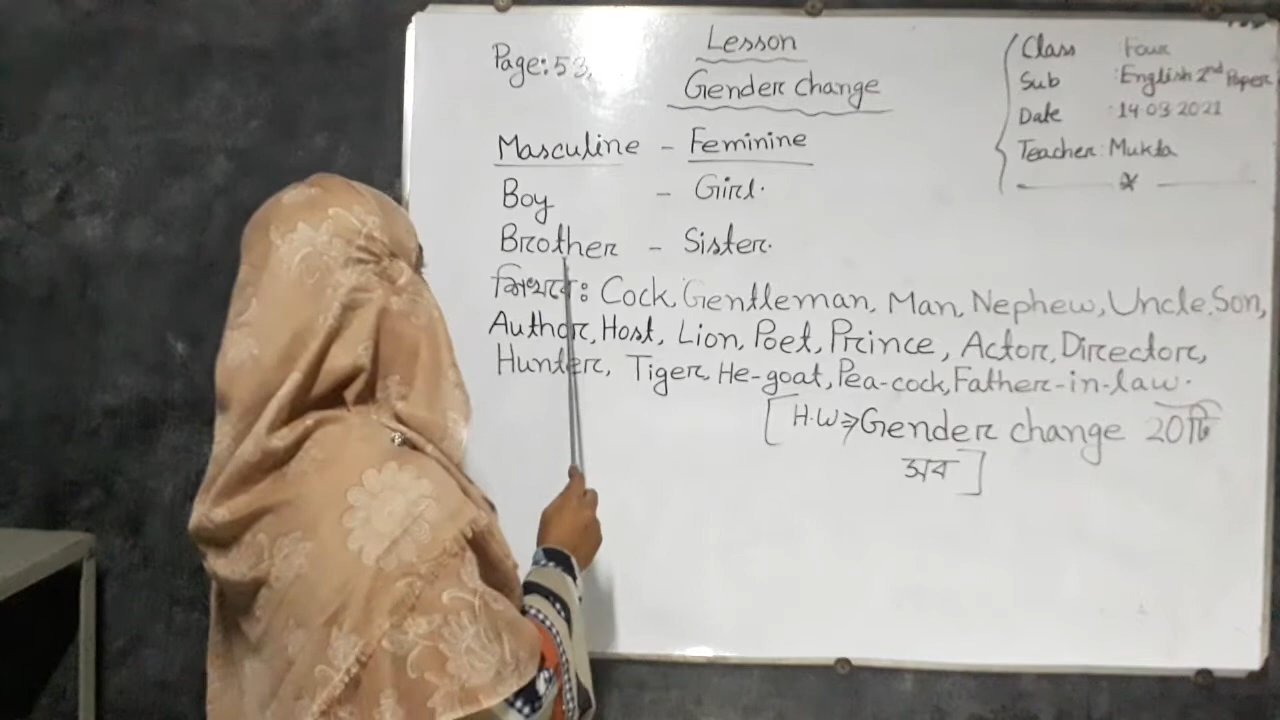 Lesson
Page: 53,
Gender change
Class : Four
Sub : English 2nd Paper
Date : 14.03.2021
Teacher: Mukta
Masculine - Feminine
Boy - Girl.
Brother - Sister.
শিখবে: Cock, Gentleman, Man, Nephew, Uncle, Son,
Author, Host, Lion, Poet, Prince, Actor, Director,
Hunter, Tiger, He-goat, Pea-cock, Father-in-law.
[H.W⇒Gender change 20টি
সব]